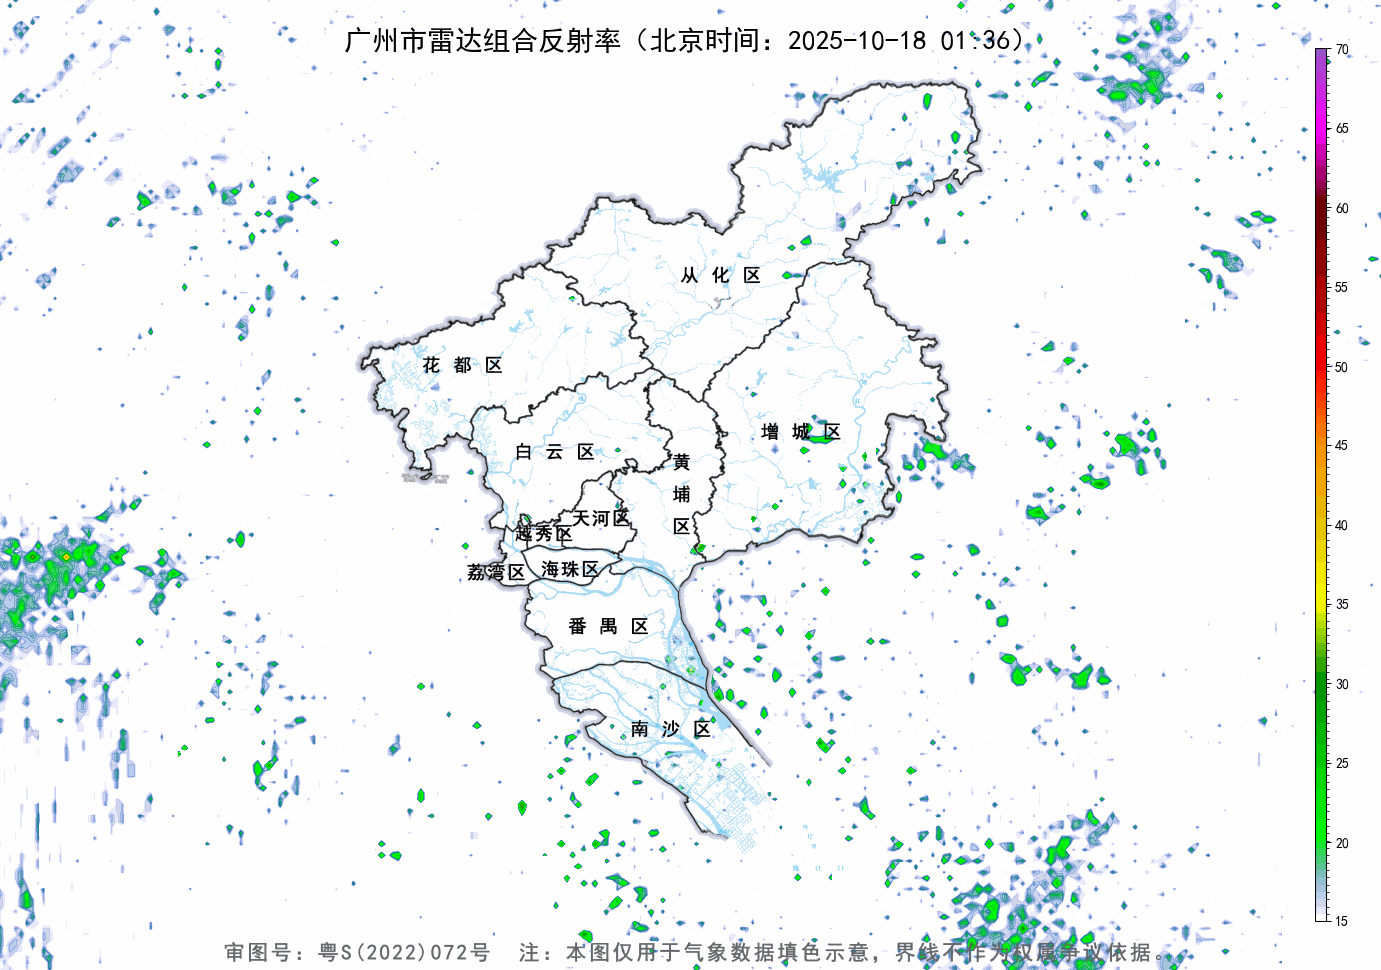 广州市雷达组合反射率（北京时间：2025-10-18 01:36）
70
65
60
55
50
45
40
35
30
25
20
15
从化区
花都区
增城区
白云区
黄埔区
天河区
越秀区
海珠区
荔湾区
番禺区
南沙区
审图号：粤S(2022)072号 注：本图仅用于气象数据填色示意，界线不作为权属争议依据。